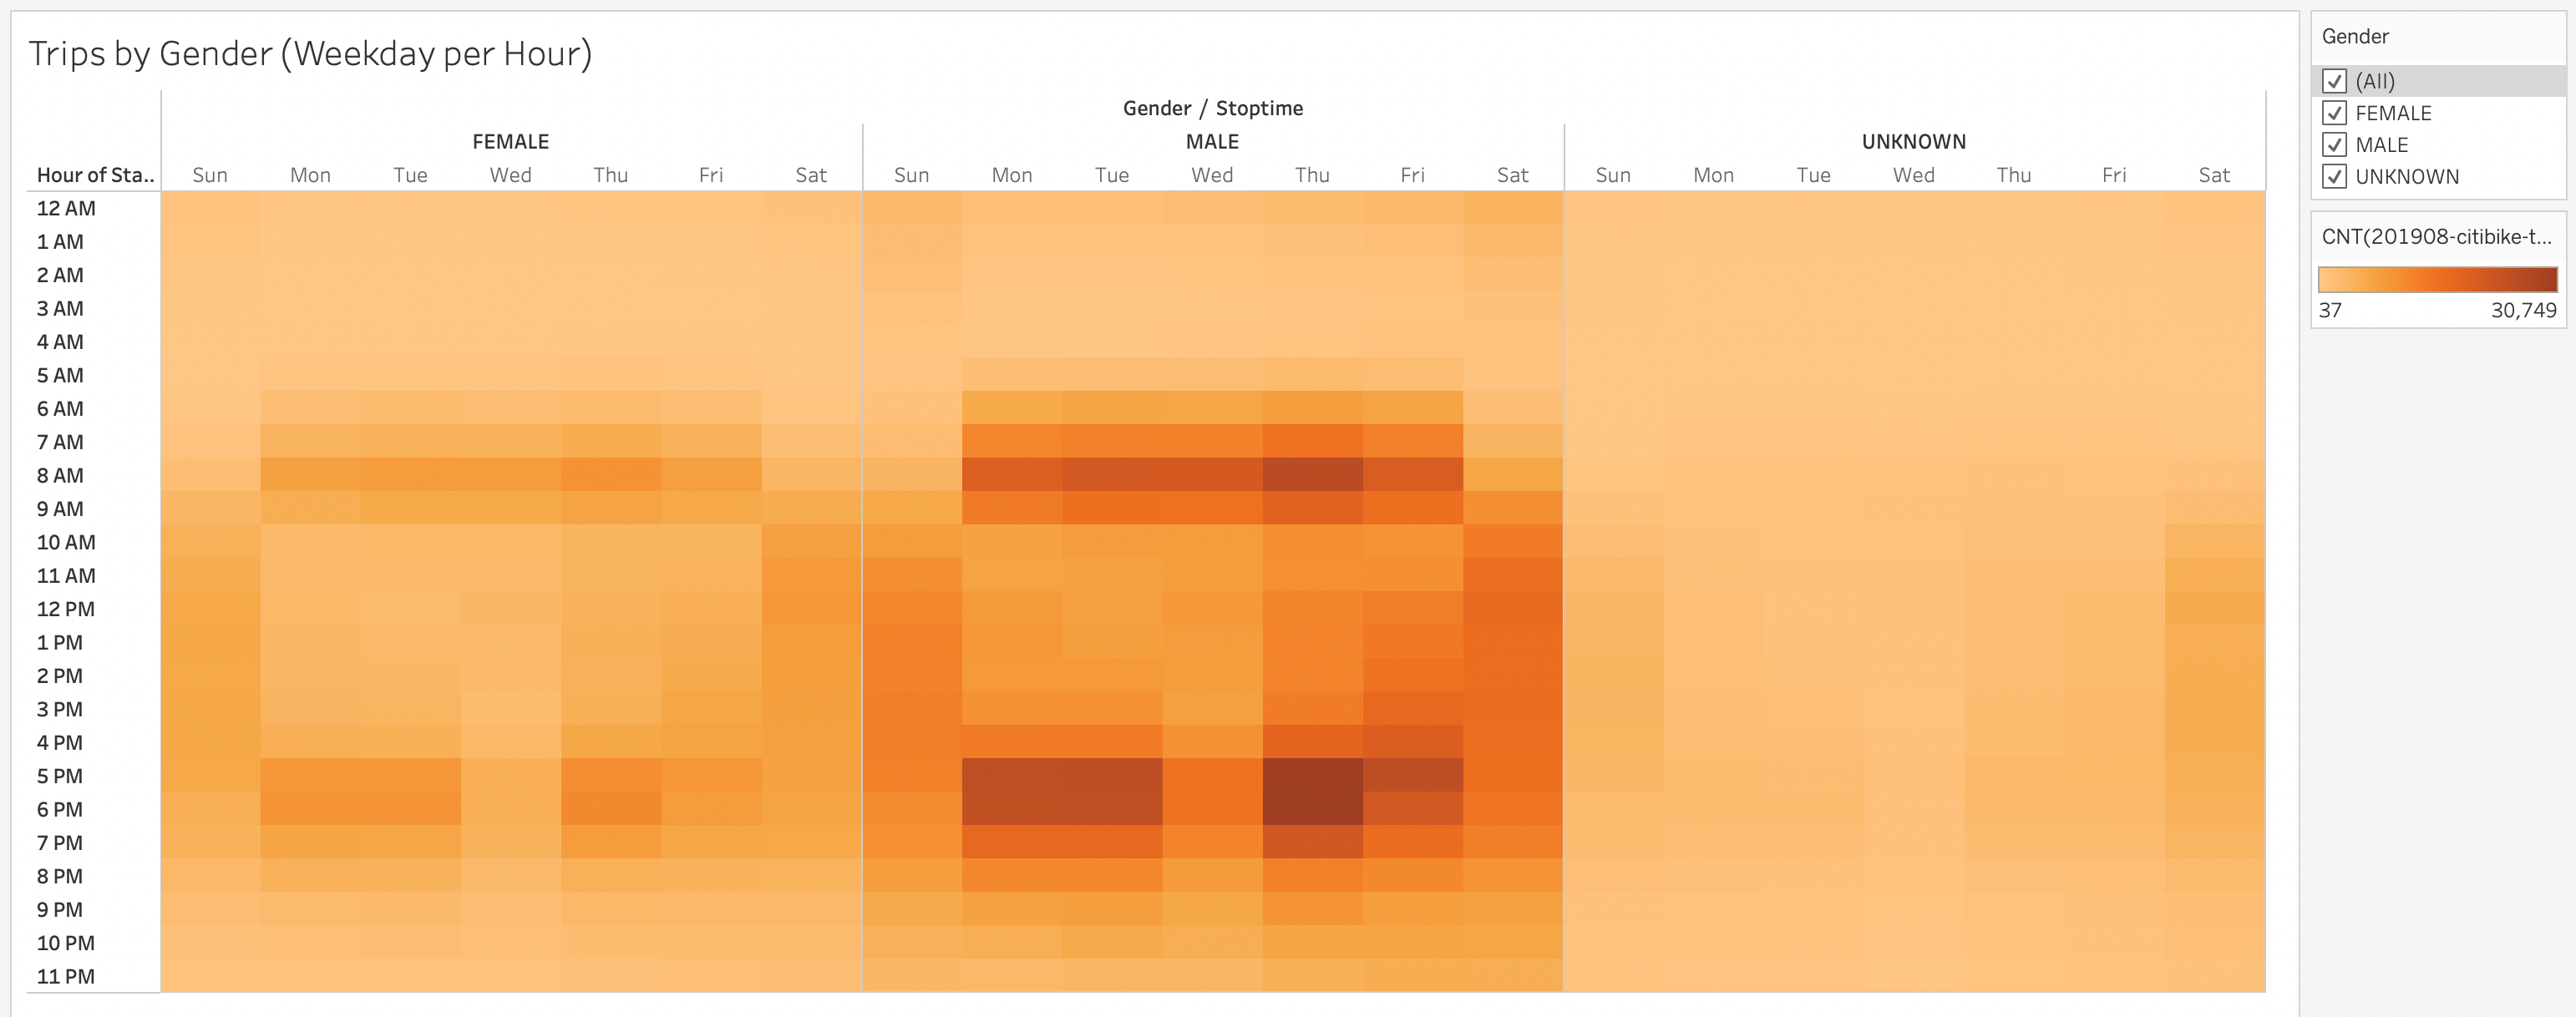 Trips by Gender (Weekday per Hour)
Gender / Stoptime
FEMALE MALE UNKNOWN
Hour of Sta.. Sun Mon Tue Wed Thu Fri Sat Sun Mon Tue Wed Thu Fri Sat Sun Mon Tue Wed Thu Fri Sat
12 AM
1 AM
2 AM
3 AM
4 AM
5 AM
6 AM
7 AM
8 AM
9 AM
10 AM
11 AM
12 PM
1 PM
2 PM
3 PM
4 PM
5 PM
6 PM
7 PM
8 PM
9 PM
10 PM
11 PM
Gender
(All)
FEMALE
MALE
UNKNOWN
CNT(201908-citibike-t...
37 30,749